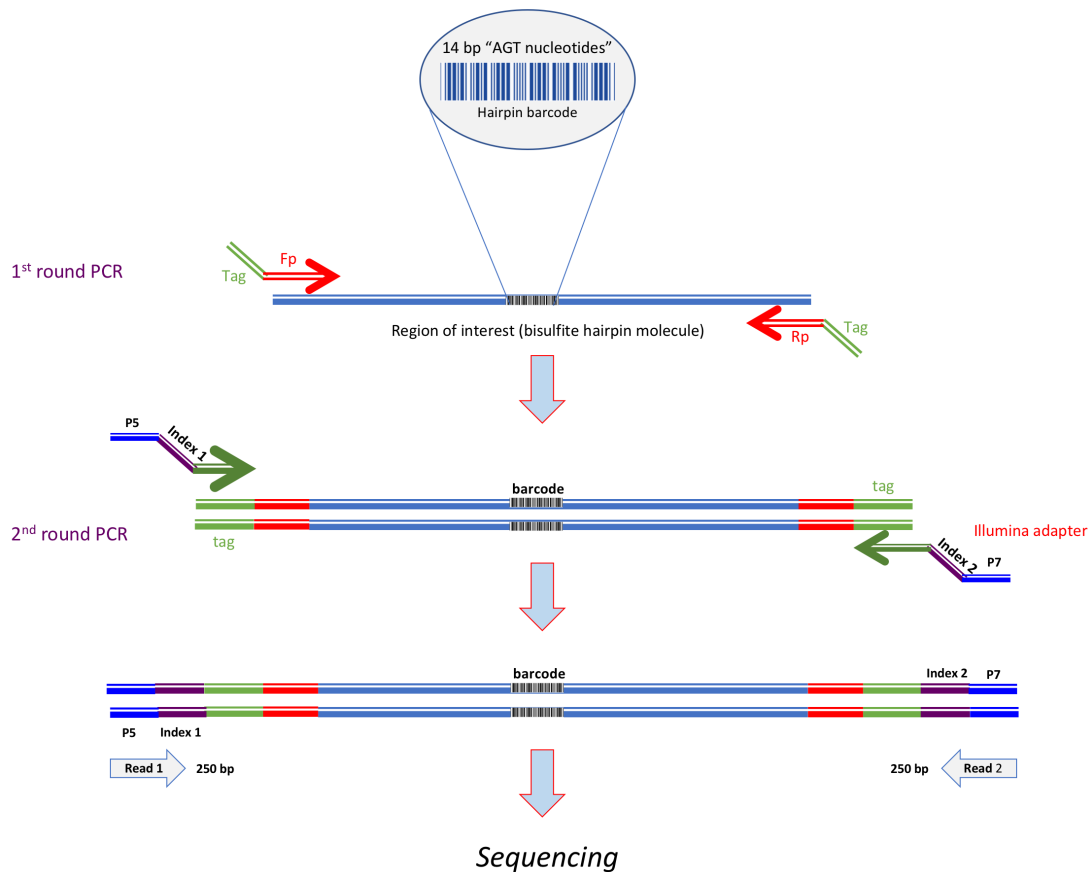 14 bp “AGT nucleotides”
Hairpin barcode
1st round PCR
Tag
Fp
Region of interest (bisulfite hairpin molecule)
Rp
Tag
P5
Index 1
barcode
tag
2nd round PCR
tag
Illumina adapter
Index 2
P7
barcode
Index 2
P7
P5
Index 1
Read 1
250 bp
250 bp
Read 2
Sequencing